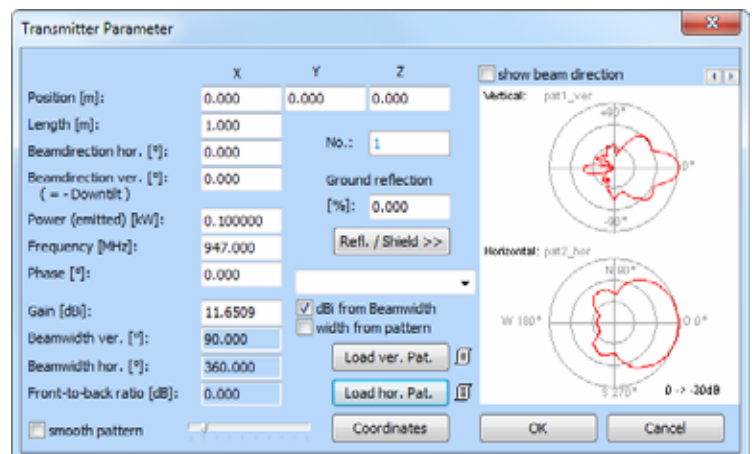 Transmitter Parameter
X Y Z
show beam direction
Position [m]: 0.000 0.000 0.000
Vertical: pat1_ver
+90°
Length [m]: 1.000
No.: 1
Beamdirection hor. [°]: 0.000
Beamdirection ver. [°]: 0.000
( = - Downtilt )
Ground reflection
0°
[%]: 0.000
-90°
Power (emitted) [kW]: 0.100000
Frequency [MHz]: 947.000
Refl. / Shield >>
Horizontal: pat2_hor
Phase [°]: 0.000
N 90°
Gain [dBi]: 11.6509
dBi from Beamwidth
width from pattern
W 180°
O 0°
Beamwidth ver. [°]: 90.000
Load ver. Pat.
Beamwidth hor. [°]: 360.000
Front-to-back ratio [dB]: 0.000
Load hor. Pat.
S 270°
0 -> -30dB
smooth pattern
Coordinates
OK
Cancel